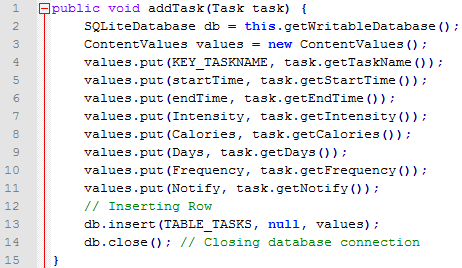 1 public void addTask(Task task) {
2 SQLiteDatabase db = this.getWritableDatabase();
3 ContentValues values = new ContentValues();
4 values.put(KEY_TASKNAME, task.getTaskName());
5 values.put(startTime, task.getStartTime());
6 values.put(endTime, task.getEndTime());
7 values.put(Intensity, task.getIntensity());
8 values.put(Calories, task.getCalories());
9 values.put(Days, task.getDays());
10 values.put(Frequency, task.getFrequency());
11 values.put(Notify, task.getNotify());
12 // Inserting Row
13 db.insert(TABLE_TASKS, null, values);
14 db.close(); // Closing database connection
15 }